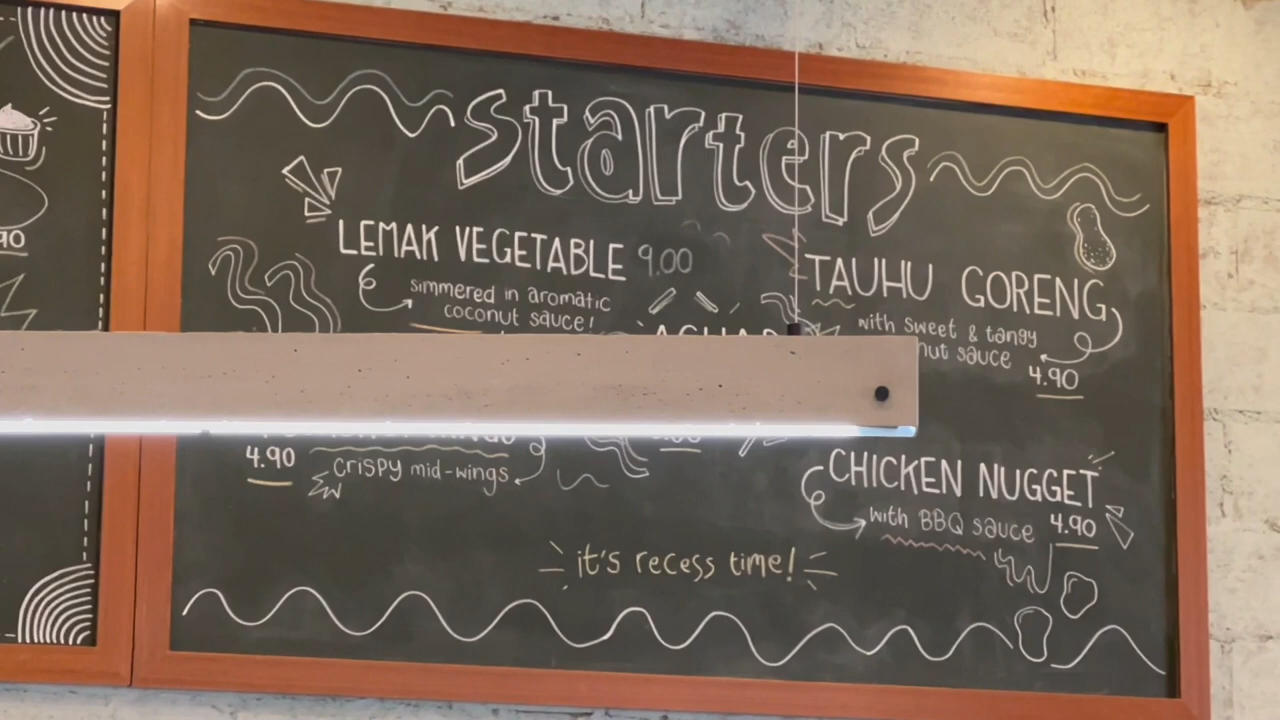 starters
LEMAK VEGETABLE 9.00
simmered in aromatic
coconut sauce!
TAUHU GORENG
with sweet & tangy
sauce
4.90
4.90
crispy mid-wings
CHICKEN NUGGET
with BBQ sauce 4.90
it's recess time!